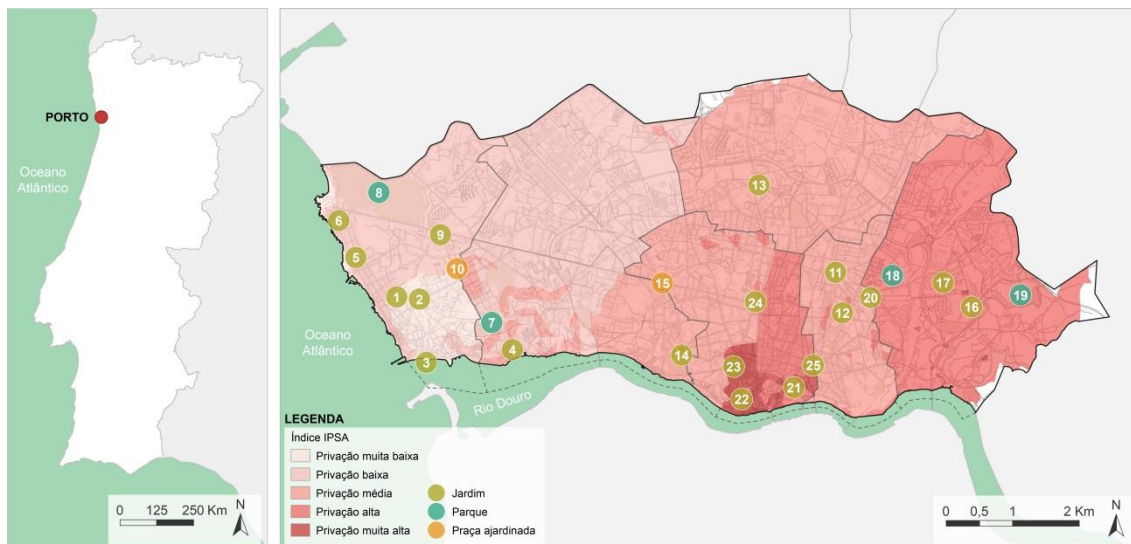 PORTO
Oceano
Atlântico
0 125 250 Km
N
8
13
6
9
5
10
11
18
17
15
1
2
24
20
19
16
12
7
4
3
14
23
25
21
22
Oceano
Atlântico
Rio Douro
LEGENDA
Índice IPSA
Privação muita baixa
Privação baixa
Privação média
Privação alta
Privação muita alta
Jardim
Parque
Praça ajardinada
0 0,5 1 2 Km
N